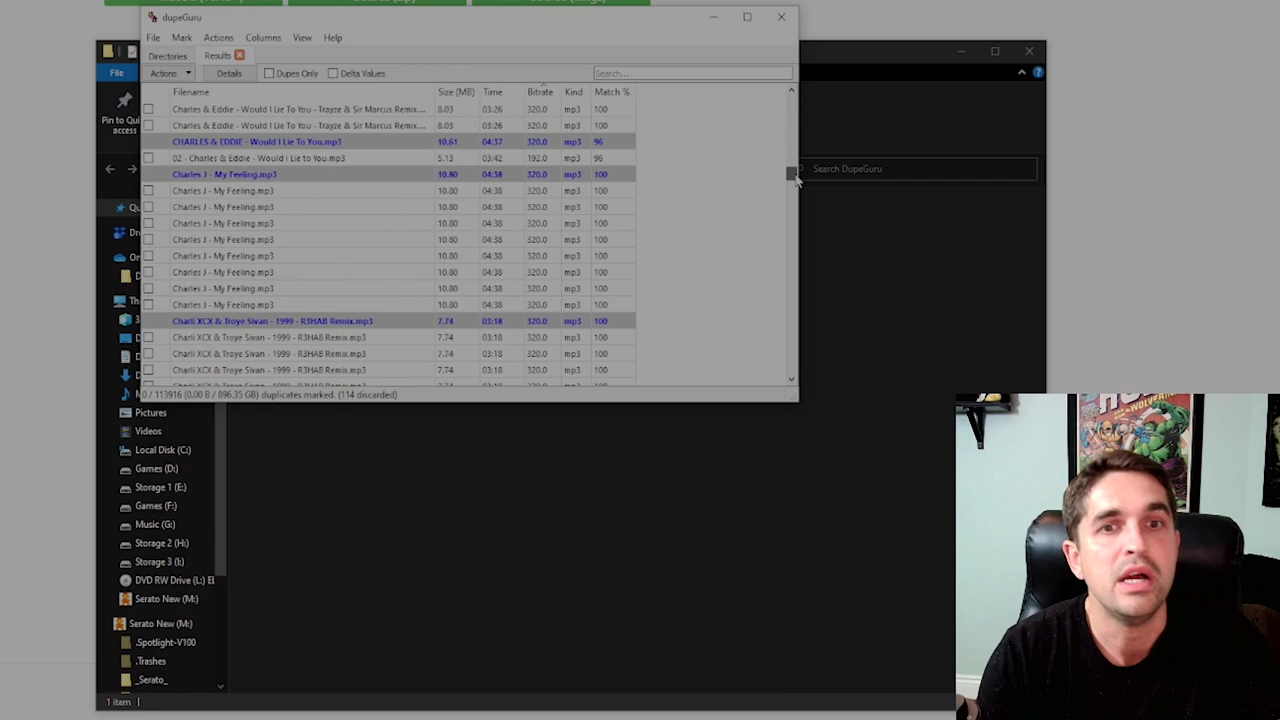 dupeGuru
File Mark Actions Columns View Help
Directories Results
Actions Details Dupes Only Delta Values Search...
Filename Size (MB) Time Bitrate Kind Match %
Charles & Eddie - Would I Lie To You - Trayze & Sir Marcus Remix.... 8.03 03:26 320.0 mp3 100
Charles & Eddie - Would I Lie To You - Trayze & Sir Marcus Remix.... 8.03 03:26 320.0 mp3 100
CHARLES & EDDIE - Would I Lie To You.mp3 10.61 04:37 320.0 mp3 96
02 - Charles & Eddie - Would I Lie to You.mp3 5.13 03:42 192.0 mp3 96
Charles J - My Feeling.mp3 10.80 04:38 320.0 mp3 100
Charles J - My Feeling.mp3 10.80 04:38 320.0 mp3 100
Charles J - My Feeling.mp3 10.80 04:38 320.0 mp3 100
Charles J - My Feeling.mp3 10.80 04:38 320.0 mp3 100
Charles J - My Feeling.mp3 10.80 04:38 320.0 mp3 100
Charles J - My Feeling.mp3 10.80 04:38 320.0 mp3 100
Charles J - My Feeling.mp3 10.80 04:38 320.0 mp3 100
Charles J - My Feeling.mp3 10.80 04:38 320.0 mp3 100
Charles J - My Feeling.mp3 10.80 04:38 320.0 mp3 100
Charli XCX & Troye Sivan - 1999 - R3HAB Remix.mp3 7.74 03:18 320.0 mp3 100
Charli XCX & Troye Sivan - 1999 - R3HAB Remix.mp3 7.74 03:18 320.0 mp3 100
Charli XCX & Troye Sivan - 1999 - R3HAB Remix.mp3 7.74 03:18 320.0 mp3 100
Charli XCX & Troye Sivan - 1999 - R3HAB Remix.mp3 7.74 03:18 320.0 mp3 100
0 / 113916 (0.00 B / 896.35 GB) duplicates marked. (114 discarded)
File
Pin to Quic
access
Search DupeGuru
Pictures
Videos
Local Disk (C:)
Games (D:)
Storage 1 (E:)
Games (F:)
Music (G:)
Storage 2 (H:)
Storage 3 (I:)
DVD RW Drive (L:) EL
Serato New (M:)
Serato New (M:)
.Spotlight-V100
.Trashes
_Serato_
1 item
WOLVERINE